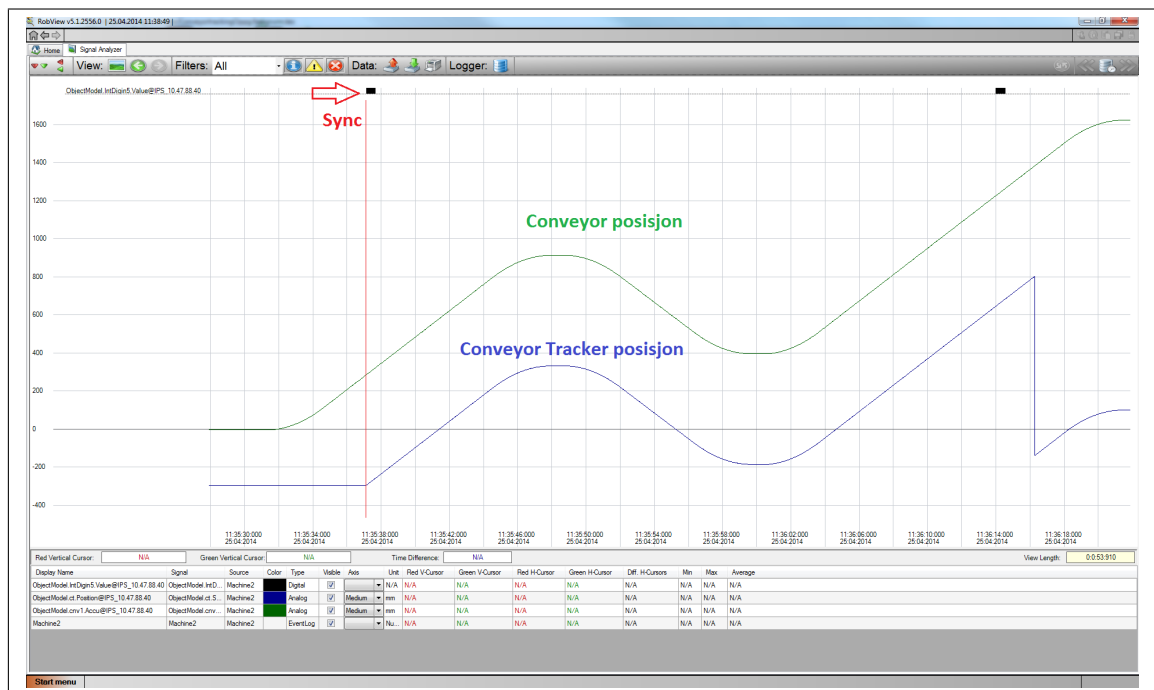 RobView v5.1.2556.0 | 25.04.2014 11:38:49 |
Home Signal Analyzer
View: Filters: All Data: Logger:
ObjectModel.IntDigin5.Value@IPS_10.47.88.40
Sync
1600
1400
1200
1000
Conveyor posisjon
800
600
400
Conveyor Tracker posisjon
200
0
-200
-400
11:35:30:000 11:35:34:000 11:35:38:000 11:35:42:000 11:35:46:000 11:35:50:000 11:35:54:000 11:35:58:000 11:36:02:000 11:36:06:000 11:36:10:000 11:36:14:000 11:36:18:000
25:04:2014 25:04:2014 25:04:2014 25:04:2014 25:04:2014 25:04:2014 25:04:2014 25:04:2014 25:04:2014 25:04:2014 25:04:2014 25:04:2014 25:04:2014
Red Vertical Cursor: N/A Green Vertical Cursor: N/A Time Difference: N/A View Length: 0:0:53:910
Display Name Signal Source Color Type Visible Axis Unit Red V-Cursor Green V-Cursor Red H-Cursor Green H-Cursor Diff. H-Cursors Min Max Average
ObjectModel.IntDigin5.Value@IPS_10.47.88.40 ObjectModel.IntD... Machine2 Digital N/A N/A N/A N/A N/A N/A N/A N/A N/A
ObjectModel.ct.Position@IPS_10.47.88.40 ObjectModel.ct.S... Machine2 Analog Medium mm N/A N/A N/A N/A N/A N/A N/A N/A
ObjectModel.cnv1.Accu@IPS_10.47.88.40 ObjectModel.cnv... Machine2 Analog Medium mm N/A N/A N/A N/A N/A N/A N/A N/A
Machine2 Machine2 Machine2 EventLog Nu... N/A N/A N/A N/A N/A N/A N/A N/A
Start menu